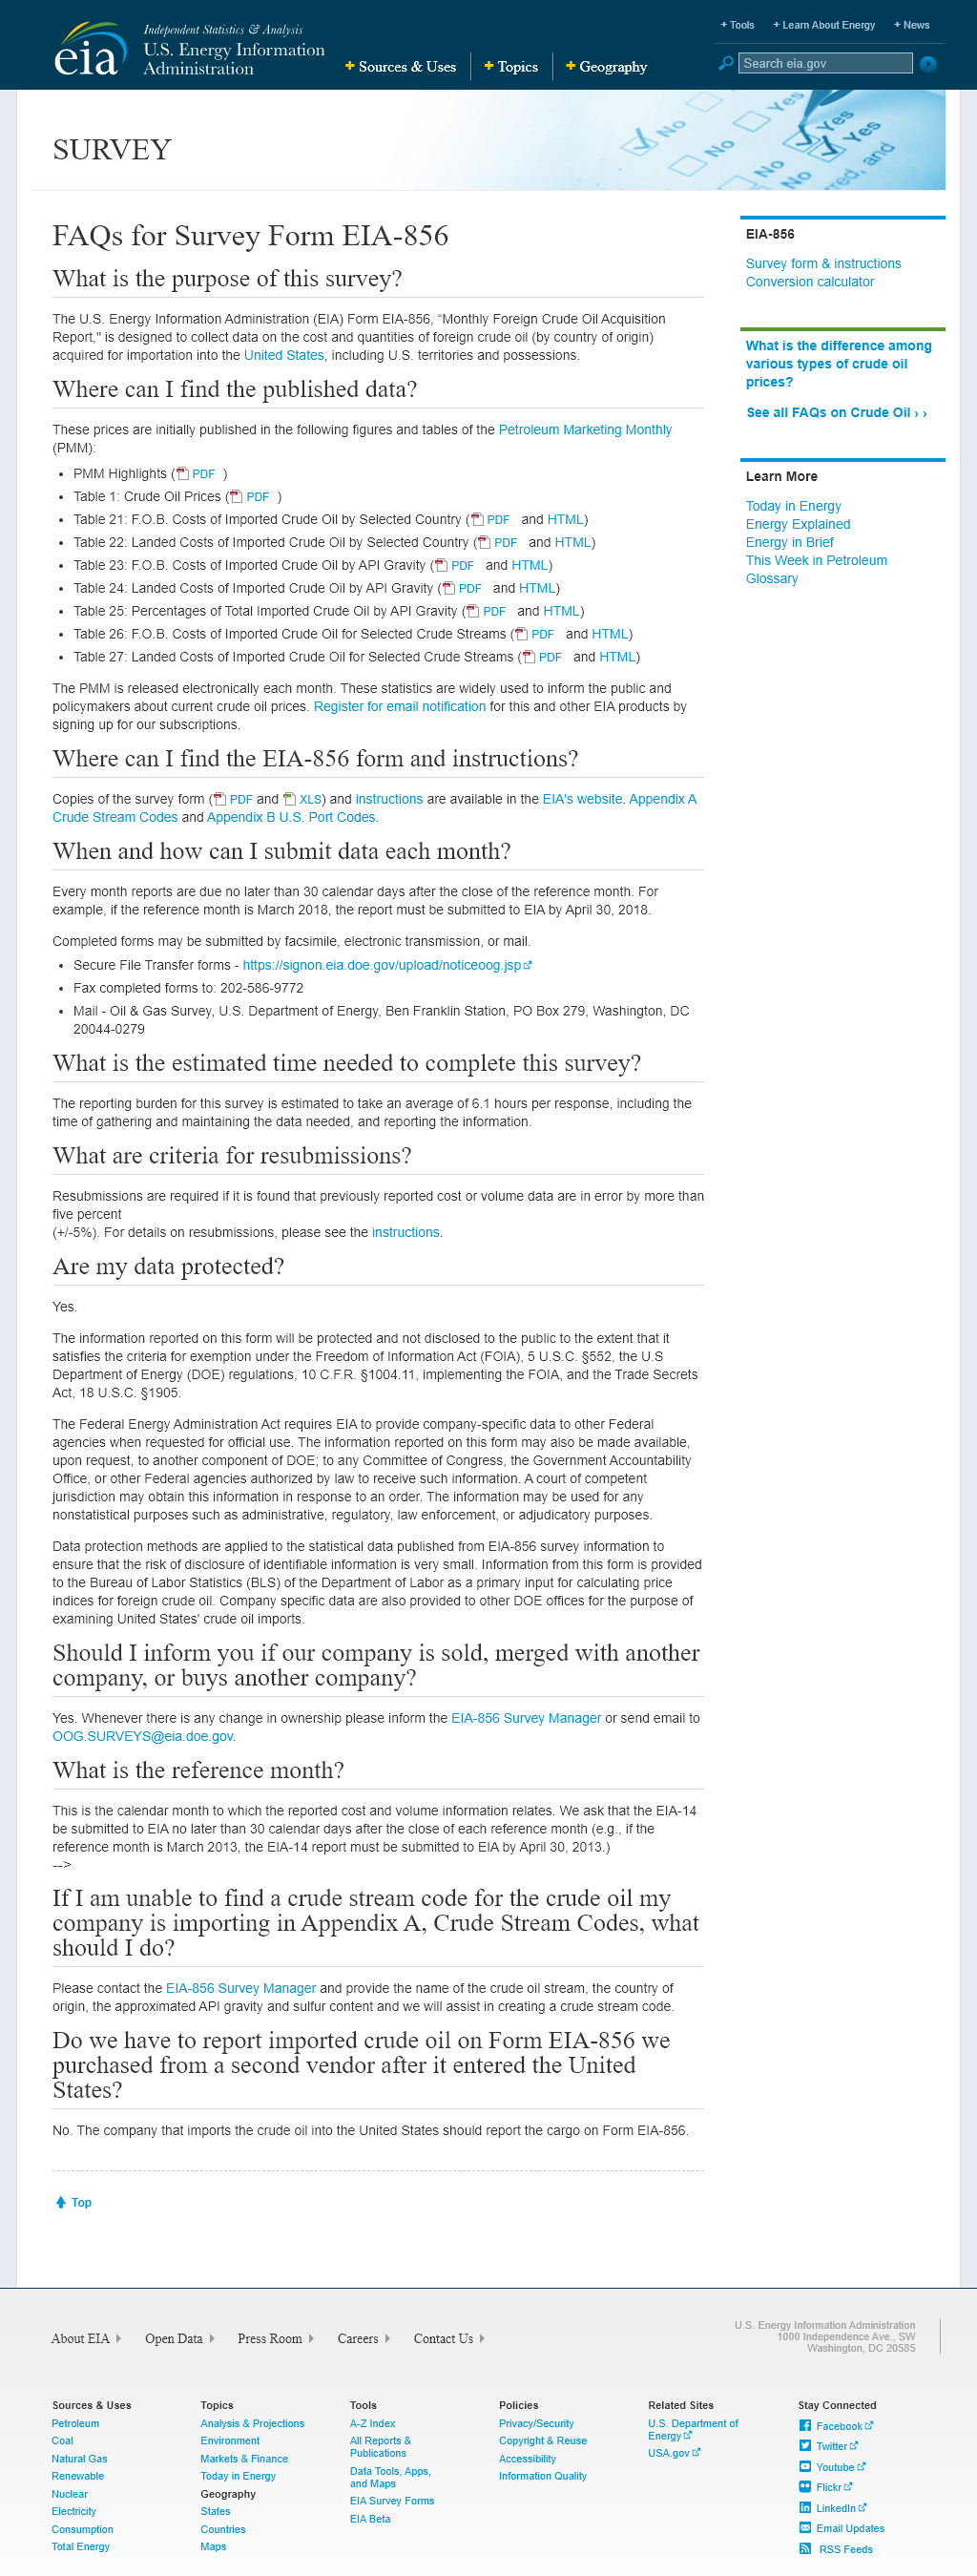 Independent Statistics & Analysis
U.S. Energy Information
Administration
eia
+ Tools + Learn About Energy + News
+ Sources & Uses + Topics + Geography
Search eia.gov
SURVEY
FAQs for Survey Form EIA-856
What is the purpose of this survey?
The U.S. Energy Information Administration (EIA) Form EIA-856, “Monthly Foreign Crude Oil Acquisition
Report," is designed to collect data on the cost and quantities of foreign crude oil (by country of origin)
acquired for importation into the United States, including U.S. territories and possessions.
Where can I find the published data?
These prices are initially published in the following figures and tables of the Petroleum Marketing Monthly
(PMM):
• PMM Highlights ( PDF )
• Table 1: Crude Oil Prices ( PDF )
• Table 21: F.O.B. Costs of Imported Crude Oil by Selected Country ( PDF and HTML)
• Table 22: Landed Costs of Imported Crude Oil by Selected Country ( PDF and HTML)
• Table 23: F.O.B. Costs of Imported Crude Oil by API Gravity ( PDF and HTML)
• Table 24: Landed Costs of Imported Crude Oil by API Gravity ( PDF and HTML)
• Table 25: Percentages of Total Imported Crude Oil by API Gravity ( PDF and HTML)
• Table 26: F.O.B. Costs of Imported Crude Oil for Selected Crude Streams ( PDF and HTML)
• Table 27: Landed Costs of Imported Crude Oil for Selected Crude Streams ( PDF and HTML)
The PMM is released electronically each month. These statistics are widely used to inform the public and
policymakers about current crude oil prices. Register for email notification for this and other EIA products by
signing up for our subscriptions.
Where can I find the EIA-856 form and instructions?
Copies of the survey form ( PDF and XLS) and instructions are available in the EIA's website. Appendix A
Crude Stream Codes and Appendix B U.S. Port Codes.
When and how can I submit data each month?
Every month reports are due no later than 30 calendar days after the close of the reference month. For
example, if the reference month is March 2018, the report must be submitted to EIA by April 30, 2018.
Completed forms may be submitted by facsimile, electronic transmission, or mail.
• Secure File Transfer forms - https://signon.eia.doe.gov/upload/noticeoog.jsp
• Fax completed forms to: 202-586-9772
• Mail - Oil & Gas Survey, U.S. Department of Energy, Ben Franklin Station, PO Box 279, Washington, DC
20044-0279
What is the estimated time needed to complete this survey?
The reporting burden for this survey is estimated to take an average of 6.1 hours per response, including the
time of gathering and maintaining the data needed, and reporting the information.
What are criteria for resubmissions?
Resubmissions are required if it is found that previously reported cost or volume data are in error by more than
five percent
(+/-5%). For details on resubmissions, please see the instructions.
Are my data protected?
Yes.
The information reported on this form will be protected and not disclosed to the public to the extent that it
satisfies the criteria for exemption under the Freedom of Information Act (FOIA), 5 U.S.C. §552, the U.S
Department of Energy (DOE) regulations, 10 C.F.R. §1004.11, implementing the FOIA, and the Trade Secrets
Act, 18 U.S.C. §1905.
The Federal Energy Administration Act requires EIA to provide company-specific data to other Federal
agencies when requested for official use. The information reported on this form may also be made available,
upon request, to another component of DOE; to any Committee of Congress, the Government Accountability
Office, or other Federal agencies authorized by law to receive such information. A court of competent
jurisdiction may obtain this information in response to an order. The information may be used for any
nonstatistical purposes such as administrative, regulatory, law enforcement, or adjudicatory purposes.
Data protection methods are applied to the statistical data published from EIA-856 survey information to
ensure that the risk of disclosure of identifiable information is very small. Information from this form is provided
to the Bureau of Labor Statistics (BLS) of the Department of Labor as a primary input for calculating price
indices for foreign crude oil. Company specific data are also provided to other DOE offices for the purpose of
examining United States' crude oil imports.
Should I inform you if our company is sold, merged with another
company, or buys another company?
Yes. Whenever there is any change in ownership please inform the EIA-856 Survey Manager or send email to
OOG.SURVEYS@eia.doe.gov.
What is the reference month?
This is the calendar month to which the reported cost and volume information relates. We ask that the EIA-14
be submitted to EIA no later than 30 calendar days after the close of each reference month (e.g., if the
reference month is March 2013, the EIA-14 report must be submitted to EIA by April 30, 2013.)
-->
If I am unable to find a crude stream code for the crude oil my
company is importing in Appendix A, Crude Stream Codes, what
should I do?
Please contact the EIA-856 Survey Manager and provide the name of the crude oil stream, the country of
origin, the approximated API gravity and sulfur content and we will assist in creating a crude stream code.
Do we have to report imported crude oil on Form EIA-856 we
purchased from a second vendor after it entered the United
States?
No. The company that imports the crude oil into the United States should report the cargo on Form EIA-856.
Top
EIA-856
Survey form & instructions
Conversion calculator
What is the difference among
various types of crude oil
prices?
See all FAQs on Crude Oil › ›
Learn More
Today in Energy
Energy Explained
Energy in Brief
This Week in Petroleum
Glossary
About EIA Open Data Press Room Careers Contact Us
U.S. Energy Information Administration
1000 Independence Ave., SW
Washington, DC 20585
Sources & Uses
Petroleum
Coal
Natural Gas
Renewable
Nuclear
Electricity
Consumption
Total Energy
Topics
Analysis & Projections
Environment
Markets & Finance
Today in Energy
Geography
States
Countries
Maps
Tools
A-Z Index
All Reports &
Publications
Data Tools, Apps,
and Maps
EIA Survey Forms
EIA Beta
Policies
Privacy/Security
Copyright & Reuse
Accessibility
Information Quality
Related Sites
U.S. Department of
Energy
USA.gov
Stay Connected
Facebook
Twitter
Youtube
Flickr
LinkedIn
Email Updates
RSS Feeds